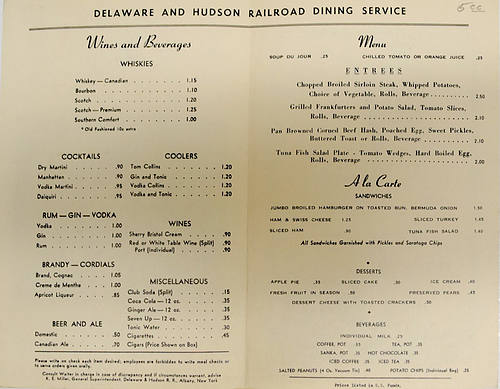 DELAWARE AND HUDSON RAILROAD DINING SERVICE
Wines and Beverages
WHISKIES
Whiskey — Canadian . . . . . . . . 1.15
Bourbon . . . . . . . . 1.10
Scotch . . . . . . . . 1.20
Scotch — Premium . . . . . . . . 1.25
Southern Comfort . . . . . . . . 1.00
* Old Fashioned 10c extra
COCKTAILS
Dry Martini . . . . .90
Manhattan . . . . .90
Vodka Martini . . . . .95
Daiquiri . . . . .95
COOLERS
Tom Collins . . . . 1.20
Gin and Tonic . . . . 1.20
Vodka Collins . . . . 1.20
Vodka and Tonic . . . . 1.20
RUM — GIN — VODKA
Vodka . . . . 1.00
Gin . . . . 1.00
Rum . . . . 1.00
WINES
Sherry Bristol Cream . . . . .90
Red or White Table Wine (Split) .90
Port (Individual) . . . . .90
BRANDY — CORDIALS
Brand, Cognac . . . . 1.05
Creme de Menthe . . . . 1.00
Apricot Liqueur . . . . .85
MISCELLANEOUS
Club Soda (Split) . . . . .15
Coca Cola — 12 oz. . . . . .35
Ginger Ale — 12 oz. . . . . .35
Seven Up — 12 oz. . . . . .35
Tonic Water . . . . .30
Cigarettes . . . . .45
Cigars (Price Shown on Box)
BEER AND ALE
Domestic . . . . .50
Canadian Ale . . . . .70
Please write on check each item desired; employees are forbidden to write meal checks or
to serve orders given orally.
Consult Waiter in charge in case of discrepancy and if circumstances warrant, advise
K. E. Miller, General Superintendent, Delaware & Hudson R. R., Albany, New York
Menu
SOUP DU JOUR .25 CHILLED TOMATO OR ORANGE JUICE .25
ENTREES
Chopped Broiled Sirloin Steak, Whipped Potatoes,
Choice of Vegetable, Rolls, Beverage . . . . . . . . 2.50
Grilled Frankfurters and Potato Salad, Tomato Slices,
Rolls, Beverage . . . . . . . . 2.10
Pan Browned Corned Beef Hash, Poached Egg, Sweet Pickles,
Buttered Toast or Rolls, Beverage . . . . . . . . 2.10
Tuna Fish Salad Plate - Tomato Wedges, Hard Boiled Egg,
Rolls, Beverage . . . . . . . . 2.00
A la Carte
SANDWICHES
JUMBO BROILED HAMBURGER ON TOASTED BUN, BERMUDA ONION 1.50
HAM & SWISS CHEESE 1.25 SLICED TURKEY 1.45
SLICED HAM .90 TUNA FISH SALAD 1.40
All Sandwiches Garnished with Pickles and Saratoga Chips
DESSERTS
APPLE PIE .35 SLICED CAKE .30 ICE CREAM .40
FRESH FRUIT IN SEASON .50 PRESERVED PEARS .45
DESSERT CHEESE WITH TOASTED CRACKERS .50
BEVERAGES
INDIVIDUAL MILK .25
COFFEE, POT .35 TEA, POT .35
SANKA, POT .35 HOT CHOCOLATE .35
ICED COFFEE .35 ICED TEA .35
SALTED PEANUTS (4 Oz. Vacuum Tin) .40 POTATO CHIPS (Individual Bag) .25
Prices listed in U.S. Funds.